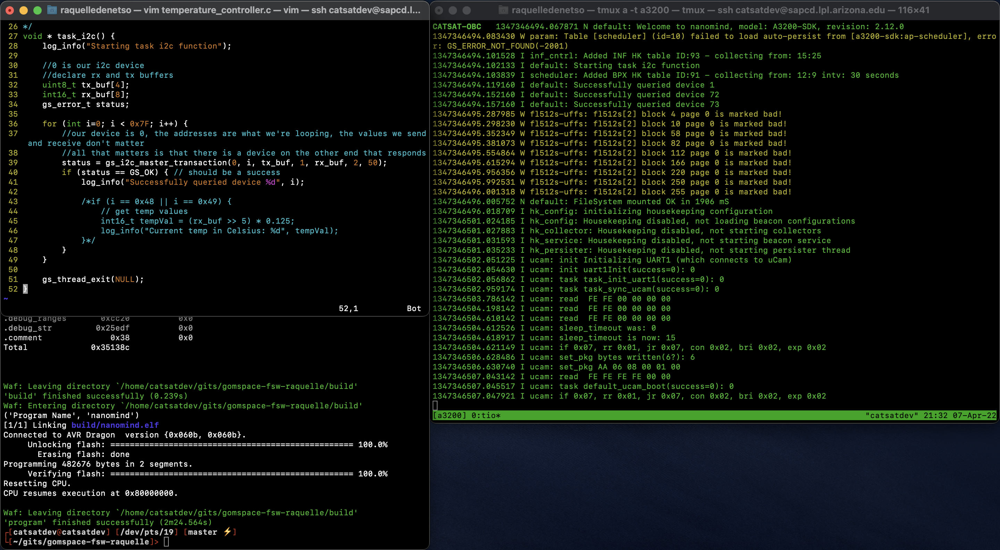 raquelledenetso — vim temperature_controller.c — vim — ssh catsatdev@sapcd.l...
26 */
27 void * task_i2c() {
28     log_info("Starting task i2c function");
29
30     //0 is our i2c device
31     //declare rx and tx buffers
32     uint8_t tx_buf[4];
33     int16_t rx_buf[8];
34     gs_error_t status;
35
36     for (int i=0; i < 0x7F; i++) {
37         //our device is 0, the addresses are what we're looping, the values we send
 and receive don't matter
38         //all that matters is that there is a device on the other end that responds
39         status = gs_i2c_master_transaction(0, i, tx_buf, 1, rx_buf, 2, 50);
40         if (status == GS_OK) { // should be a success
41             log_info("Successfully queried device %d", i);
42
43             /*if (i == 0x48 || i == 0x49) {
44                 // get temp values
45                 int16_t tempVal = (rx_buf >> 5) * 0.125;
46                 log_info("Current temp in Celsius: %d", tempVal);
47             }*/
48         }
49     }
50
51     gs_thread_exit(NULL);
52 }
~
52,1          Bot
.debug_ranges       0xcc20          0x0
.debug_str         0x25edf          0x0
.comment              0x38          0x0
Total             0x35138c
Waf: Leaving directory `/home/catsatdev/gits/gomspace-fsw-raquelle/build'
'build' finished successfully (0.239s)
Waf: Entering directory `/home/catsatdev/gits/gomspace-fsw-raquelle/build'
('Program Name', 'nanomind')
[1/1] Linking build/nanomind.elf
Connected to AVR Dragon  version {0x060b, 0x060b}.
     Unlocking flash: ================================================== 100.0%
       Erasing flash: done
Programming 482676 bytes in 2 segments.
     Verifying flash: ================================================== 100.0%
Resetting CPU.
CPU resumes execution at 0x80000000.
Waf: Leaving directory `/home/catsatdev/gits/gomspace-fsw-raquelle/build'
'program' finished successfully (2m24.564s)
┌[catsatdev@catsatdev] [/dev/pts/19] [master ⚡]
└[~/gits/gomspace-fsw-raquelle]>
raquelledenetso — tmux a -t a3200 — tmux — ssh catsatdev@sapcd.lpl.arizona.edu — 116×41
CATSAT-OBC   1347346494.067871 N default: Welcome to nanomind, model: A3200-SDK, revision: 2.12.0
1347346494.083430 W param: Table [scheduler] (id=10) failed to load auto-persist from [a3200-sdk:ap-scheduler], erro
r: GS_ERROR_NOT_FOUND(-2001)
1347346494.101528 I inf_cntrl: Added INF HK table ID:93 - collecting from: 15:25
1347346494.102133 I default: Starting task i2c function
1347346494.103839 I scheduler: Added BPX HK table ID:91 - collecting from: 12:9 intv: 30 seconds
1347346494.119160 I default: Successfully queried device 1
1347346494.152160 I default: Successfully queried device 72
1347346494.157160 I default: Successfully queried device 73
1347346495.287985 W fl512s-uffs: fl512s[2] block 4 page 0 is marked bad!
1347346495.298230 W fl512s-uffs: fl512s[2] block 10 page 0 is marked bad!
1347346495.352349 W fl512s-uffs: fl512s[2] block 58 page 0 is marked bad!
1347346495.381073 W fl512s-uffs: fl512s[2] block 82 page 0 is marked bad!
1347346495.554864 W fl512s-uffs: fl512s[2] block 112 page 0 is marked bad!
1347346495.615294 W fl512s-uffs: fl512s[2] block 166 page 0 is marked bad!
1347346495.956356 W fl512s-uffs: fl512s[2] block 220 page 0 is marked bad!
1347346495.992531 W fl512s-uffs: fl512s[2] block 250 page 0 is marked bad!
1347346496.001318 W fl512s-uffs: fl512s[2] block 255 page 0 is marked bad!
1347346496.005752 N default: FileSystem mounted OK in 1906 mS
1347346496.018709 I hk_config: initializing housekeeping configuration
1347346501.024185 I hk_config: Housekeeping disabled, not loading beacon configurations
1347346501.027883 I hk_collector: Housekeeping disabled, not starting collectors
1347346501.031593 I hk_service: Housekeeping disabled, not starting beacon service
1347346501.035233 I hk_persister: Housekeeping disabled, not starting persister thread
1347346502.051225 I ucam: init Initializing UART1 (which connects to uCam)
1347346502.054630 I ucam: init uart1Init(success=0): 0
1347346502.056862 I ucam: task task_init_uart1(success=0): 0
1347346502.959174 I ucam: task task_sync_ucam(success=0): 0
1347346503.786142 I ucam: read  FE FE 00 00 00 00
1347346504.198142 I ucam: read  FE FE 00 00 00 00
1347346504.610142 I ucam: read  FE FE 00 00 00 00
1347346504.612526 I ucam: sleep_timeout was: 0
1347346504.618917 I ucam: sleep_timeout is now: 15
1347346504.621149 I ucam: if 0x07, rr 0x01, jr 0x07, con 0x02, bri 0x02, exp 0x02
1347346506.628486 I ucam: set_pkg bytes written(6?): 6
1347346506.630740 I ucam: set_pkg AA 06 08 00 01 00
1347346507.043142 I ucam: read  FE FE FE FE 00 00
1347346507.045517 I ucam: task default_ucam_boot(success=0): 0
1347346507.047921 I ucam: if 0x07, rr 0x01, jr 0x07, con 0x02, bri 0x02, exp 0x02
[a3200] 0:tio*          "catsatdev" 21:32 07-Apr-22